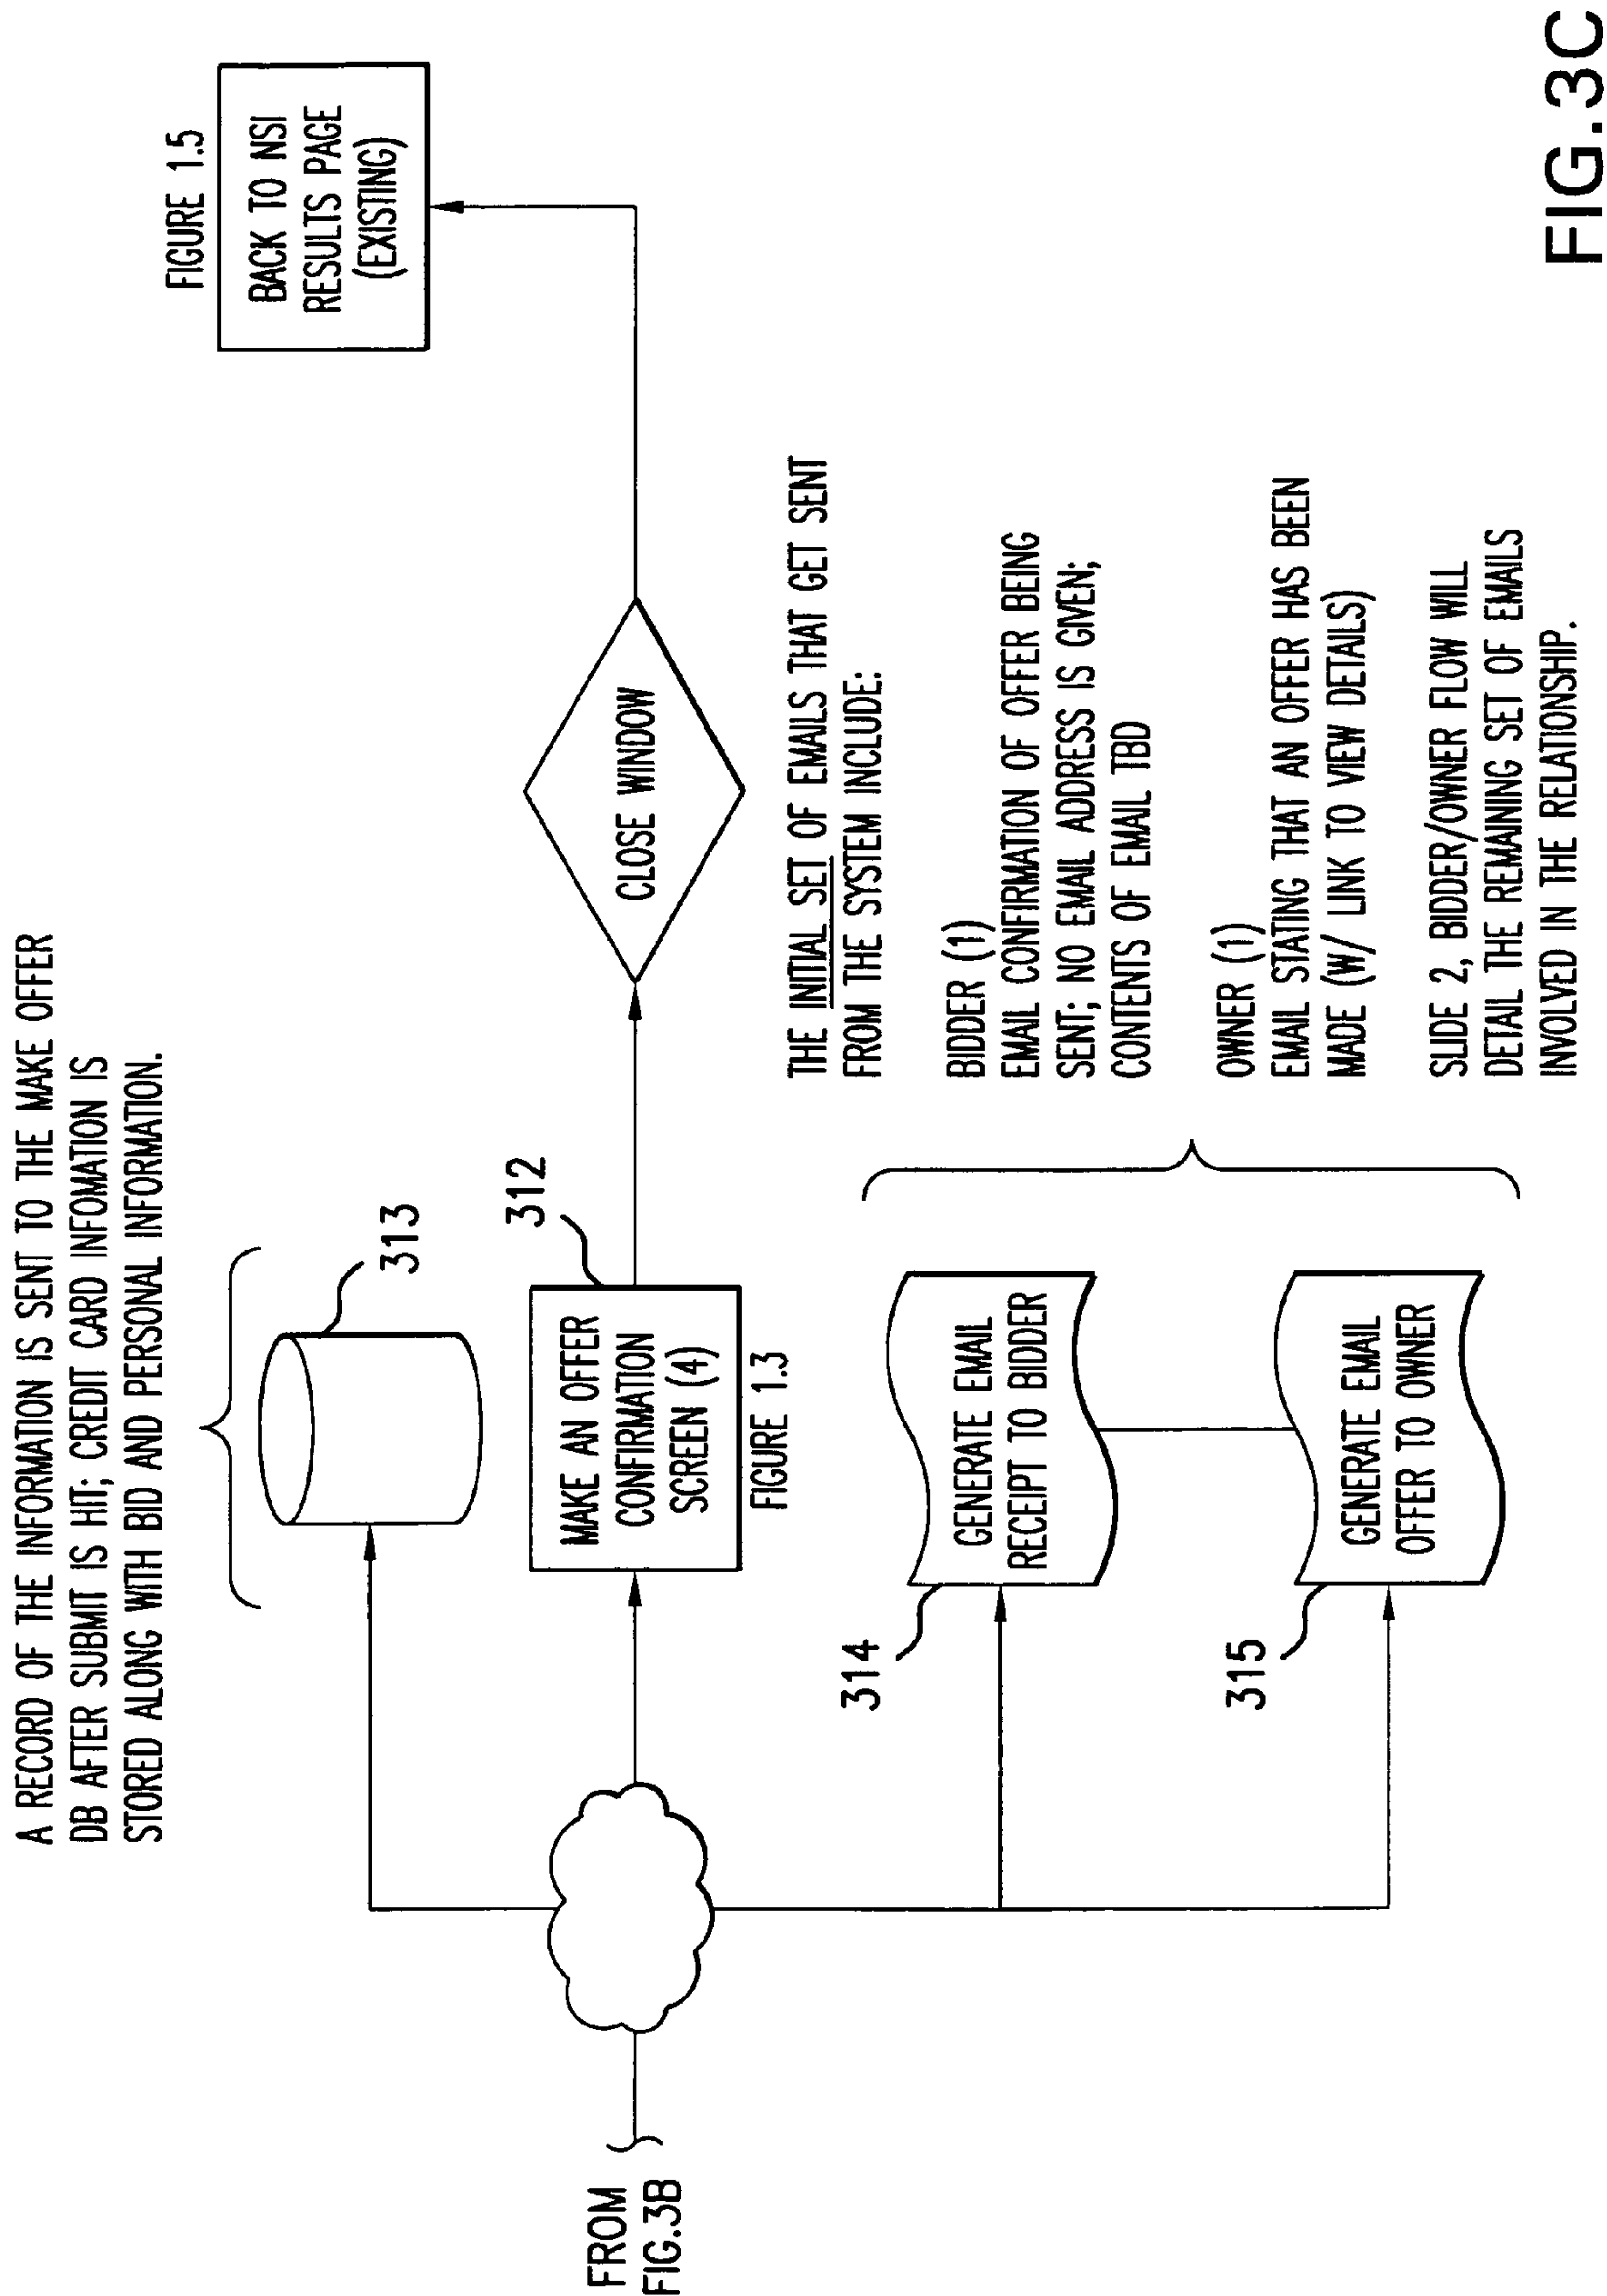 A RECORD OF THE INFORMATION IS SENT TO THE MAKE OFFER
DB AFTER SUBMIT IS HIT; CREDIT CARD INFOMATION IS
STORED ALONG WITH BID AND PERSONAL INFORMATION.
313
FIGURE 1.5
BACK TO NSI
RESULTS PAGE
(EXISTING)
FROM
FIG.3B
312
MAKE AN OFFER
CONFIRMATION
SCREEN (4)
FIGURE 1.3
CLOSE WINDOW
314
GENERATE EMAIL
RECEIPT TO BIDDER
315
GENERATE EMAIL
OFFER TO OWNER
THE INITIAL SET OF EMAILS THAT GET SENT
FROM THE SYSTEM INCLUDE:
BIDDER (1)
EMAIL CONFIRMATION OF OFFER BEING
SENT; NO EMAIL ADDRESS IS GIVEN;
CONTENTS OF EMAIL TBD
OWNER (1)
EMAIL STATING THAT AN OFFER HAS BEEN
MADE (W/ LINK TO VIEW DETAILS)
SLIDE 2, BIDDER/OWNER FLOW WILL
DETAIL THE REMAINING SET OF EMAILS
INVOLVED IN THE RELATIONSHIP.
FIG.3C